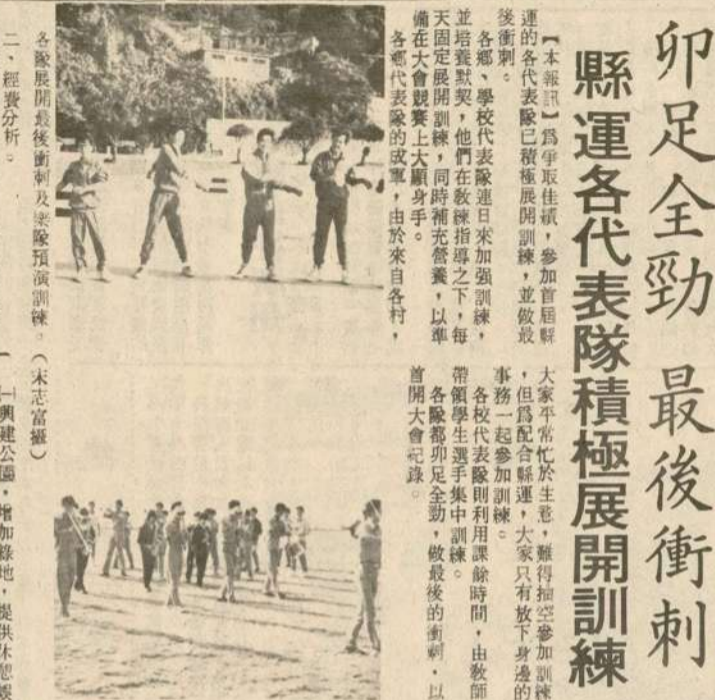 卯足全勁 最後衝刺
縣運各代表隊積極展開訓練
【本報訊】為爭取佳績，參加首屆縣
運的各代表隊已積極展開訓練，並做最
後衝刺。
各鄉、學校代表隊連日來加强訓練，
並培養默契，他們在教練指導之下，每
天固定展開訓練，同時補充營養，以準
備在大會競賽上大顯身手。
各鄉代表隊的成軍，由於來自各村，
大家平常忙於生意，難得抽空參加訓練
，但為配合縣運，大家只有放下身邊的
事務一起參加訓練。
各校代表隊則利用課餘時間，由教師
帶領學生選手集中訓練。
各隊都卯足全勁，做最後的衝刺，以
首開大會記錄。
各隊展開最後衝刺及樂隊預演訓練。（宋志富攝）
二、經費分析。
興建公園，增加綠地，提供休憩